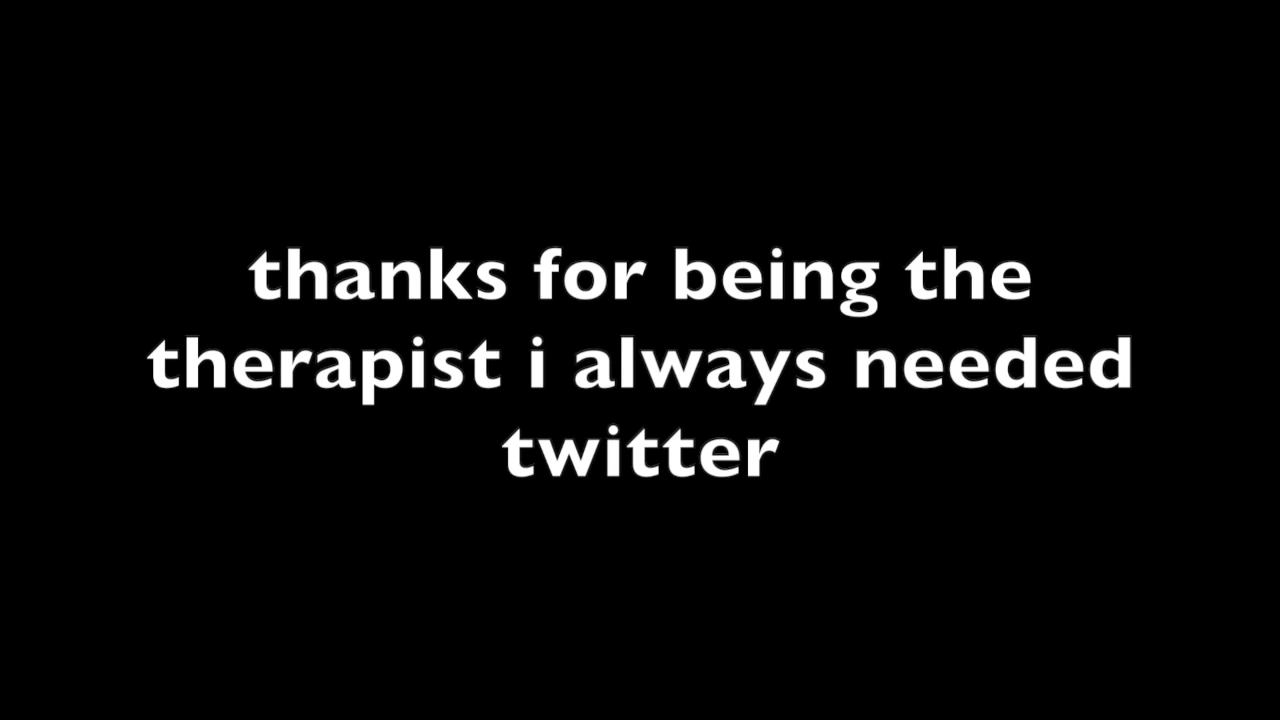 thanks for being the
therapist i always needed
twitter